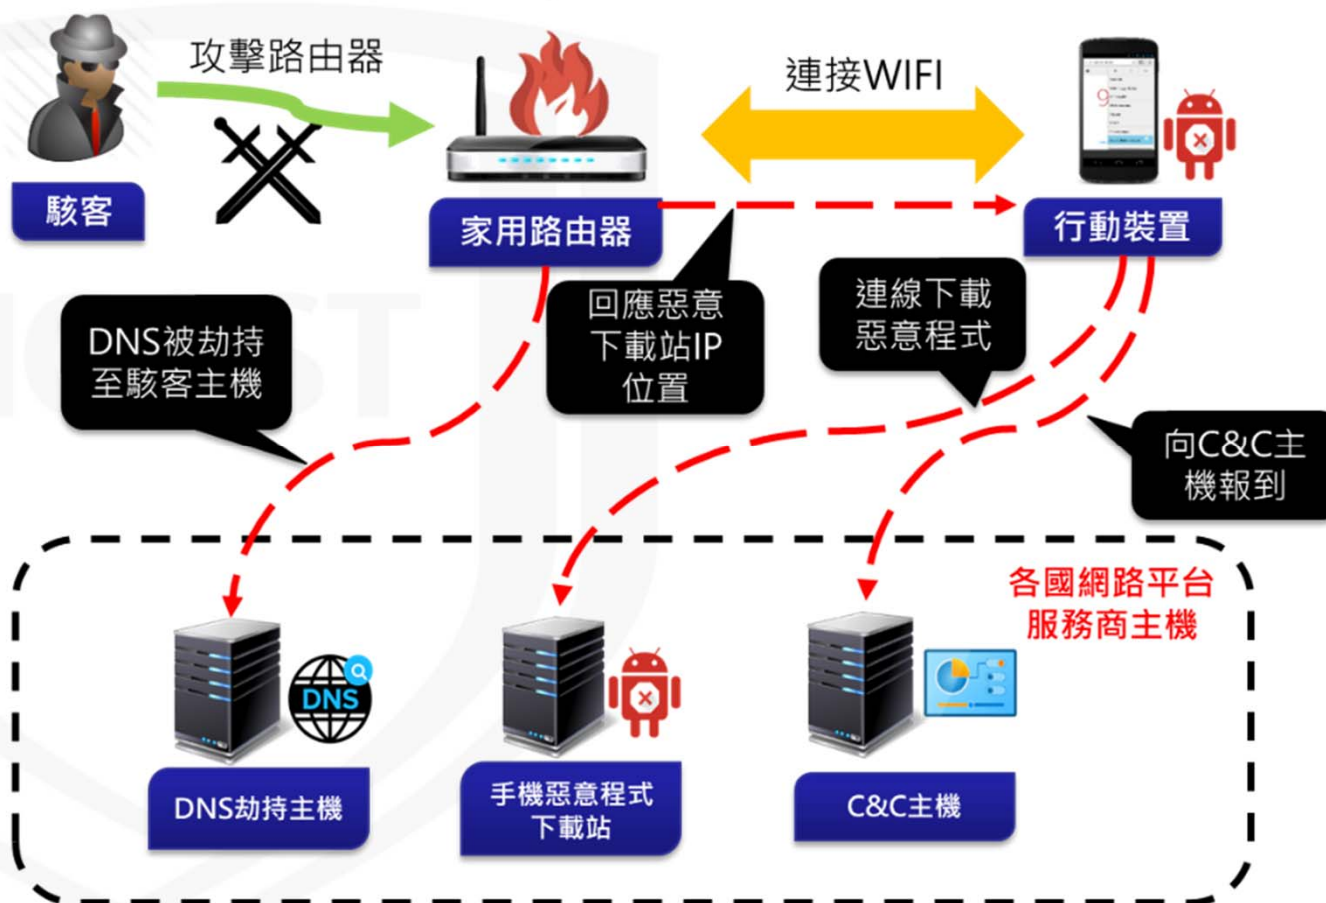 攻擊路由器
連接WIFI
駭客
家用路由器
行動裝置
DNS被劫持
至駭客主機
回應惡意
下載站IP
位置
連線下載
惡意程式
向C&C主
機報到
各國網路平台
服務商主機
DNS
DNS劫持主機
手機惡意程式
下載站
C&C主機